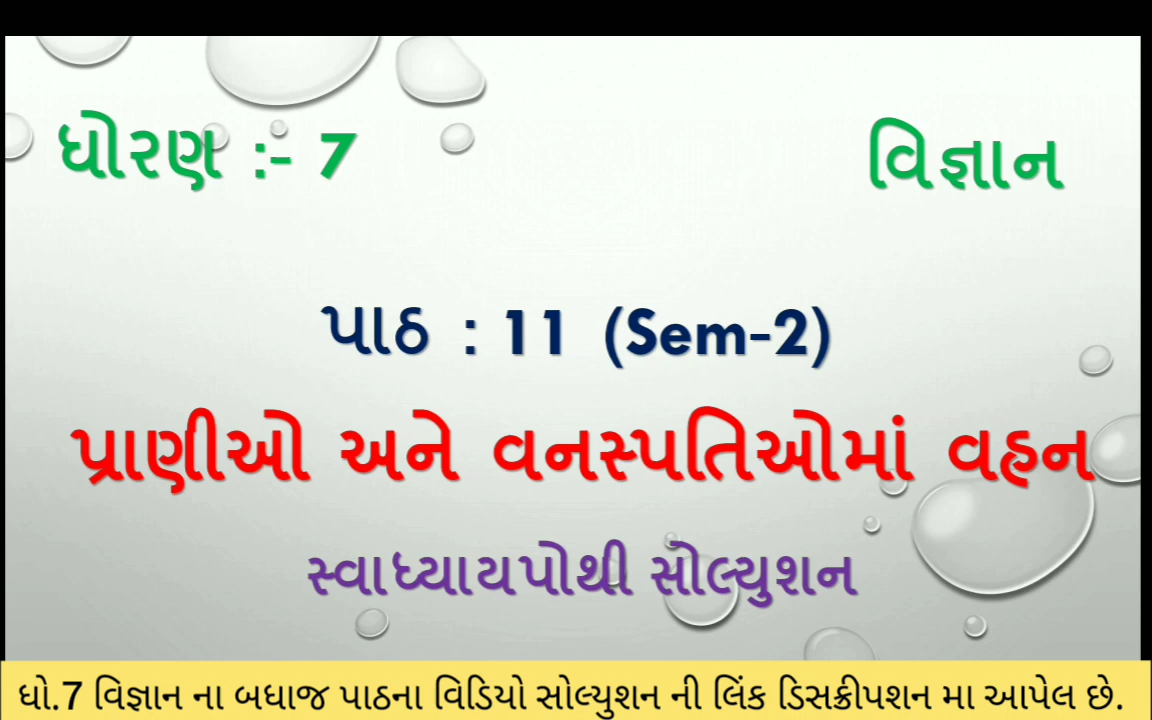 ધોરણ :- 7 વિજ્ઞાન
પાઠ : 11 (Sem-2)
પ્રાણીઓ અને વનસ્પતિઓમાં વહન
સ્વાધ્યાયપોથી સોલ્યુશન
ધો.7 વિજ્ઞાન ના બધાજ પાઠના વિડિયો સોલ્યુશન ની લિંક ડિસક્રીપશન મા આપેલ છે.